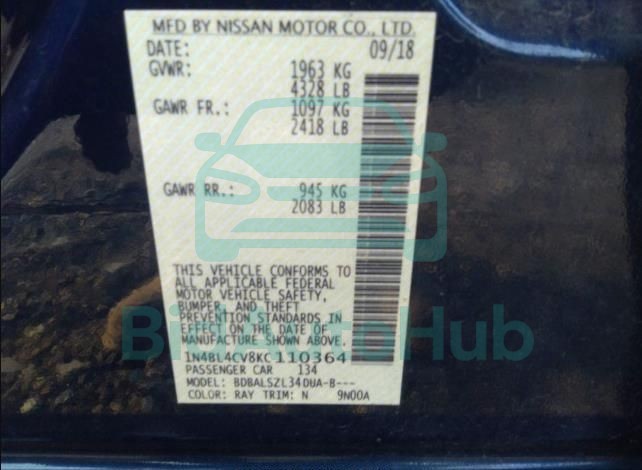 MFD BY NISSAN MOTOR CO., LTD.
DATE: 09/18
GVWR: 1963 KG
4328 LB
GAWR FR.: 1097 KG
2418 LB
GAWR RR.: 945 KG
2083 LB
THIS VEHICLE CONFORMS TO
ALL APPLICABLE FEDERAL
MOTOR VEHICLE SAFETY,
BUMPER, AND THEFT
PREVENTION STANDARDS IN
EFFECT ON THE DATE OF
MANUFACTURE SHOWN ABOVE.
1N4BL4CV8KC110364
PASSENGER CAR 134
MODEL: BDBALSZL34DUA-B---
COLOR: RAY TRIM: N 9N00A
BidAutoHub